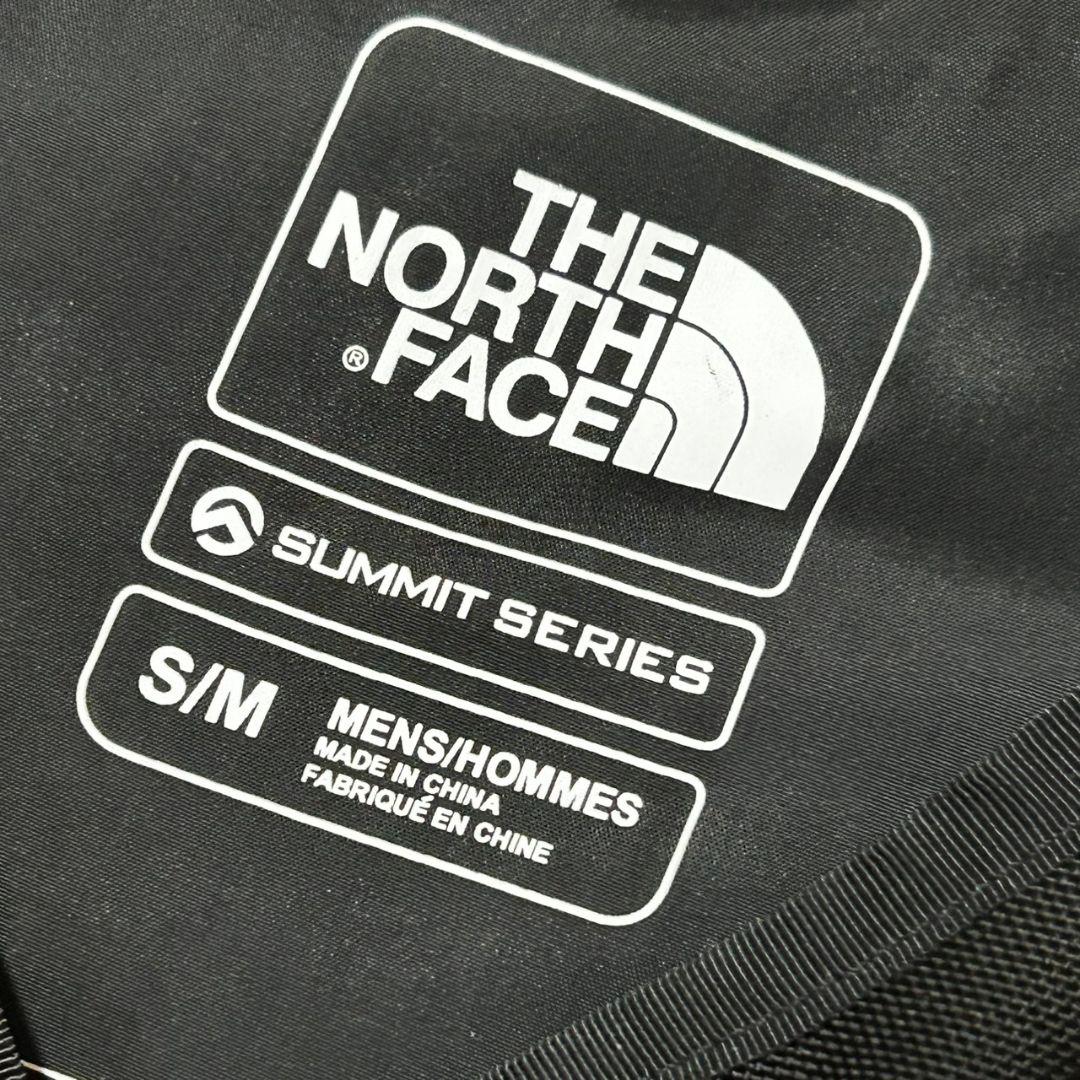 THE
NORTH
® FACE
SUMMIT SERIES
S/M
MENS/HOMMES
MADE IN CHINA
FABRIQUÉ EN CHINE